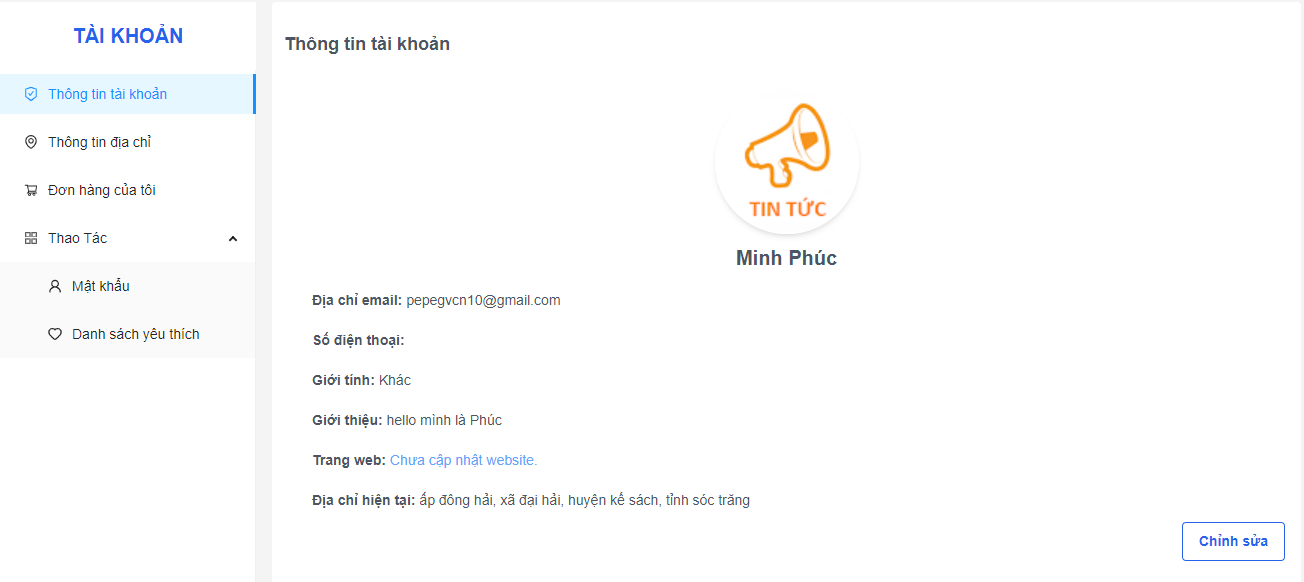 TÀI KHOẢN
Thông tin tài khoản
Thông tin địa chỉ
Đơn hàng của tôi
Thao Tác
Mật khẩu
Danh sách yêu thích
Thông tin tài khoản
TIN TỨC
Minh Phúc
Địa chỉ email: pepegvcn10@gmail.com
Số điện thoại:
Giới tính: Khác
Giới thiệu: hello mình là Phúc
Trang web: Chưa cập nhật website.
Địa chỉ hiện tại: ấp đông hải, xã đại hải, huyện kế sách, tỉnh sóc trăng
Chỉnh sửa